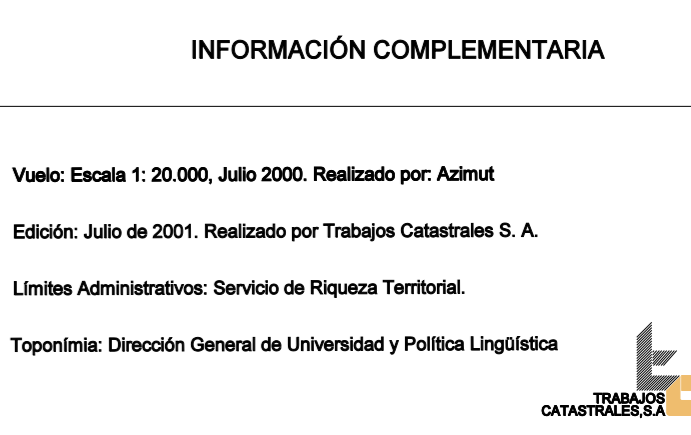 INFORMACIÓN COMPLEMENTARIA
Vuelo: Escala 1: 20.000, Julio 2000. Realizado por: Azimut
Edición: Julio de 2001. Realizado por Trabajos Catastrales S. A.
Límites Administrativos: Servicio de Riqueza Territorial.
Toponímia: Dirección General de Universidad y Política Lingüística
TRABAJOS
CATASTRALES,S.A